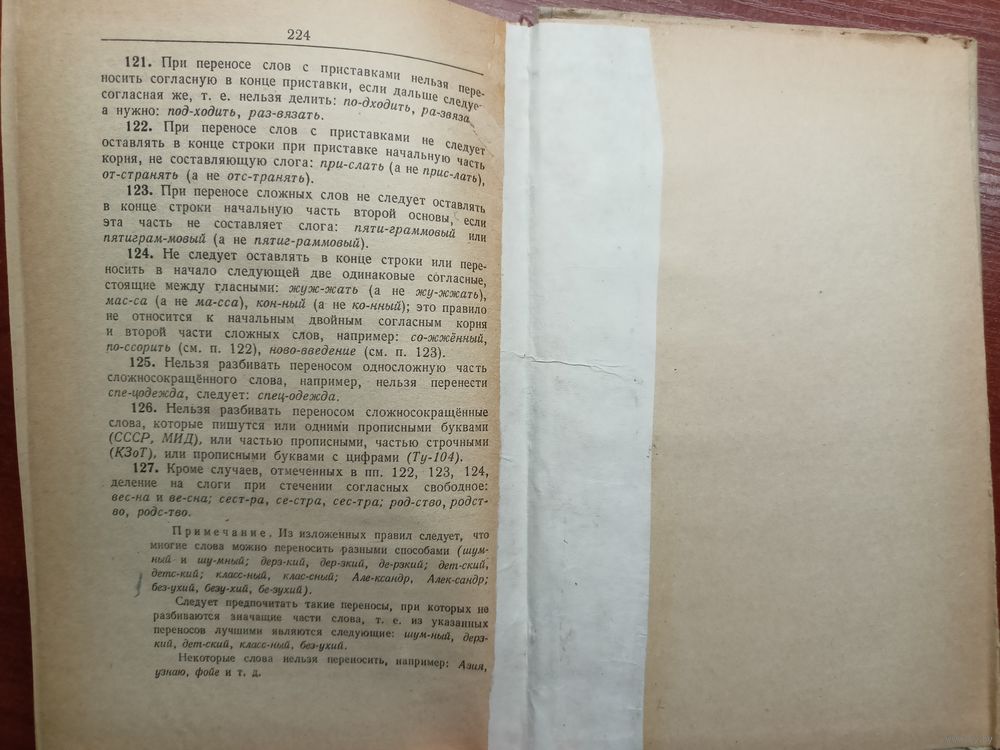 224
121. При переносе слов с приставками нельзя пере-
носить согласную в конце приставки, если дальше следуе
согласная же, т. е. нельзя делить: по-дходить, ра-звяза
а нужно: под-ходить, раз-вязать.
122. При переносе слов с приставками не следует
оставлять в конце строки при приставке начальную часть
корня, не составляющую слога: при-слать (а не прис-лать),
от-странять (а не отс-транять).
123. При переносе сложных слов не следует оставлять
в конце строки начальную часть второй основы, если
эта часть не составляет слога: пяти-граммовый или
пятиграм-мовый (а не пятиг-раммовый).
124. Не следует оставлять в конце строки или пере-
носить в начало следующей две одинаковые согласные,
стоящие между гласными: жуж-жать (а не жу-жжать),
мас-са (а не ма-сса), кон-ный (а не ко-нный); это правило
не относится к начальным двойным согласным корня
и второй части сложных слов, например: со-жжённый,
по-ссорить (см. п. 122), ново-введение (см. п. 123).
125. Нельзя разбивать переносом односложную часть
сложносокращённого слова, например, нельзя перенести
спе-цодежда, следует: спец-одежда.
126. Нельзя разбивать переносом сложносокращённые
слова, которые пишутся или одними прописными буквами
(СССР, МИД), или частью прописными, частью строчными
(КЗоТ), или прописными буквами с цифрами (Ту-104).
127. Кроме случаев, отмеченных в пп. 122, 123, 124,
деление на слоги при стечении согласных свободное:
вес-на и ве-сна; сест-ра, се-стра, сес-тра; род-ство, родст-
во, родс-тво.
Примечание. Из изложенных правил следует, что
многие слова можно переносить разными способами (шум-
ный и шу-мный; дерз-кий, дер-зкий, де-рзкий; дет-ский,
детс-кий; класс-ный, клас-сный; Але-ксандр, Алек-сандр;
без-ухий, безу-хий, бе-зухий).
Следует предпочитать такие переносы, при которых не
разбиваются значащие части слова, т. е. из указанных
переносов лучшими являются следующие: шум-ный, дерз-
кий, дет-ский, класс-ный, без-ухий.
Некоторые слова нельзя переносить, например: Азия,
узнаю, фойе и т. д.